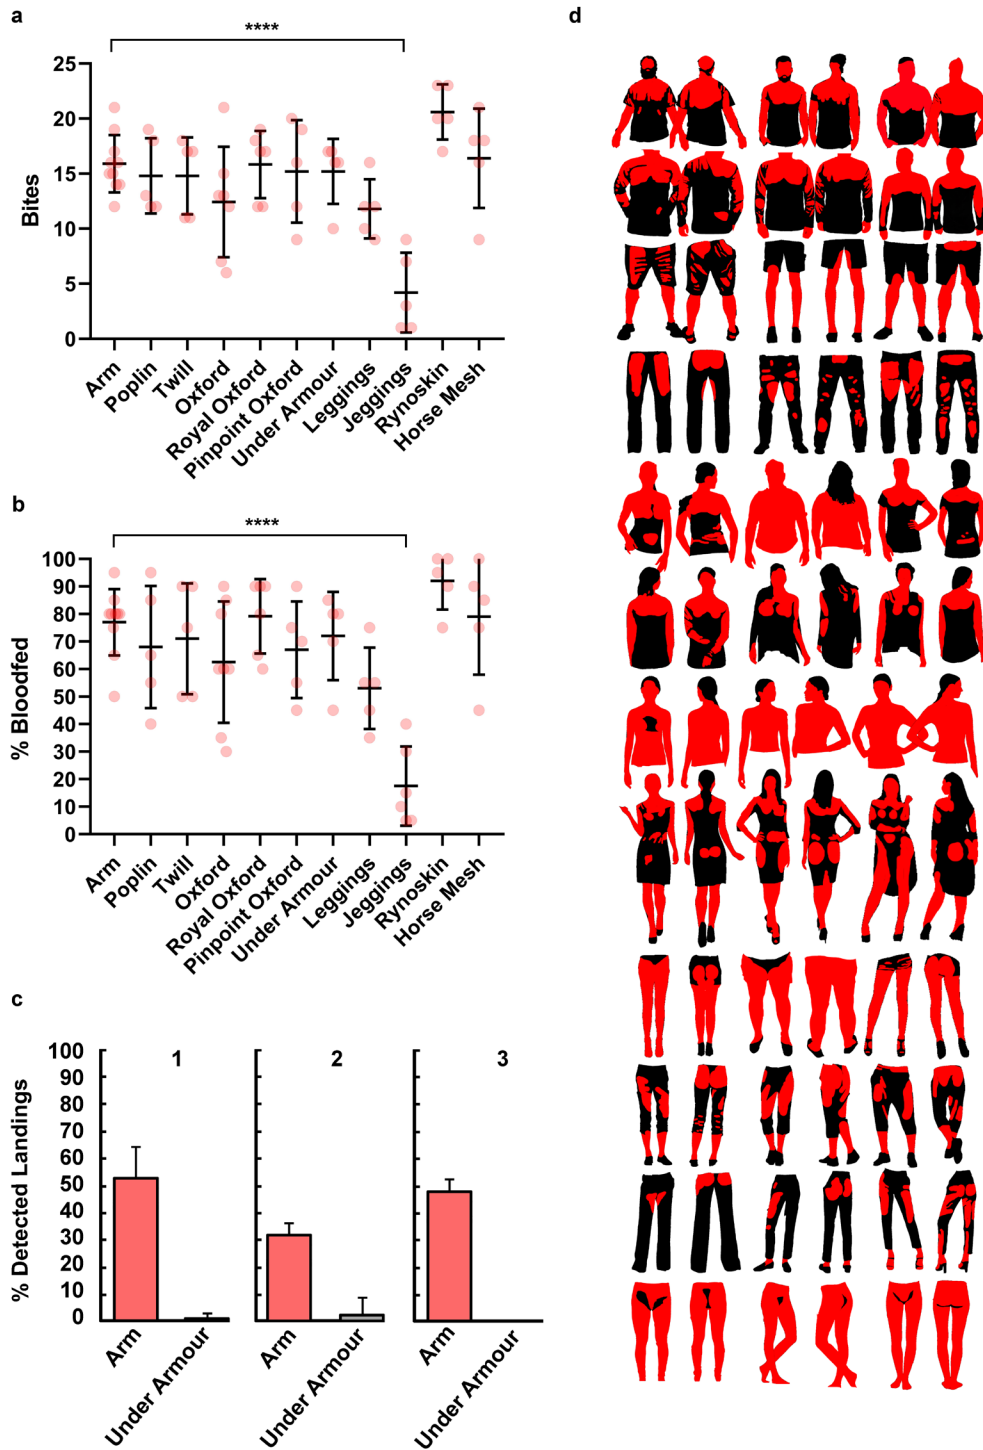 a
d
****
Bites
25
20
15
10
5
0
Arm
Poplin
Twill
Oxford
Royal Oxford
Pinpoint Oxford
Under Armour
Leggings
Jeggings
Rynoskin
Horse Mesh
b
****
% Bloodfed
100
90
80
70
60
50
40
30
20
10
0
Arm
Poplin
Twill
Oxford
Royal Oxford
Pinpoint Oxford
Under Armour
Leggings
Jeggings
Rynoskin
Horse Mesh
c
% Detected Landings
100
90
80
70
60
50
40
30
20
10
0
1
2
3
Arm
Under Armour
Arm
Under Armour
Arm
Under Armour